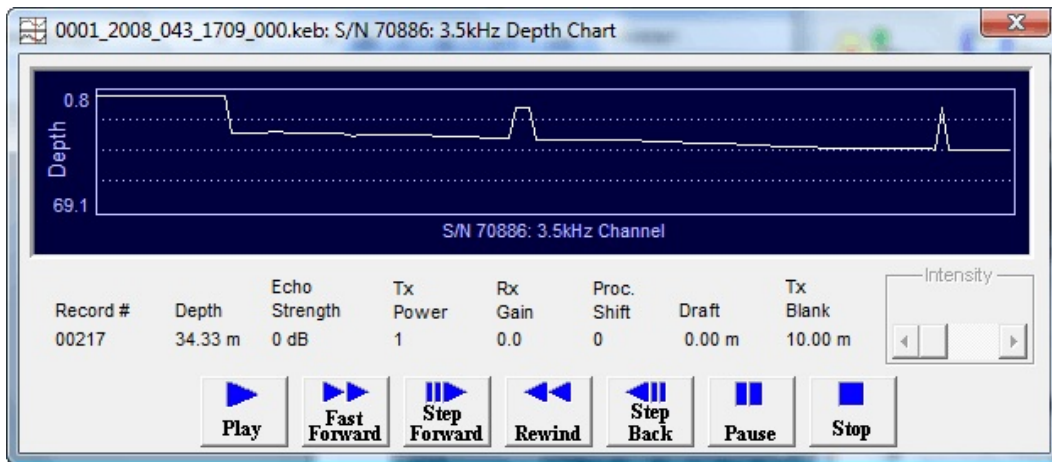 0001_2008_043_1709_000.keb: S/N 70886: 3.5kHz Depth Chart
x
0.8
Depth
69.1
S/N 70886: 3.5kHz Channel
Record #
Depth
Echo
Strength
Tx
Power
Rx
Gain
Proc.
Shift
Draft
Tx
Blank
Intensity
00217
34.33 m
0 dB
1
0.0
0
0.00 m
10.00 m
Play
Fast
Forward
Step
Forward
Rewind
Step
Back
Pause
Stop